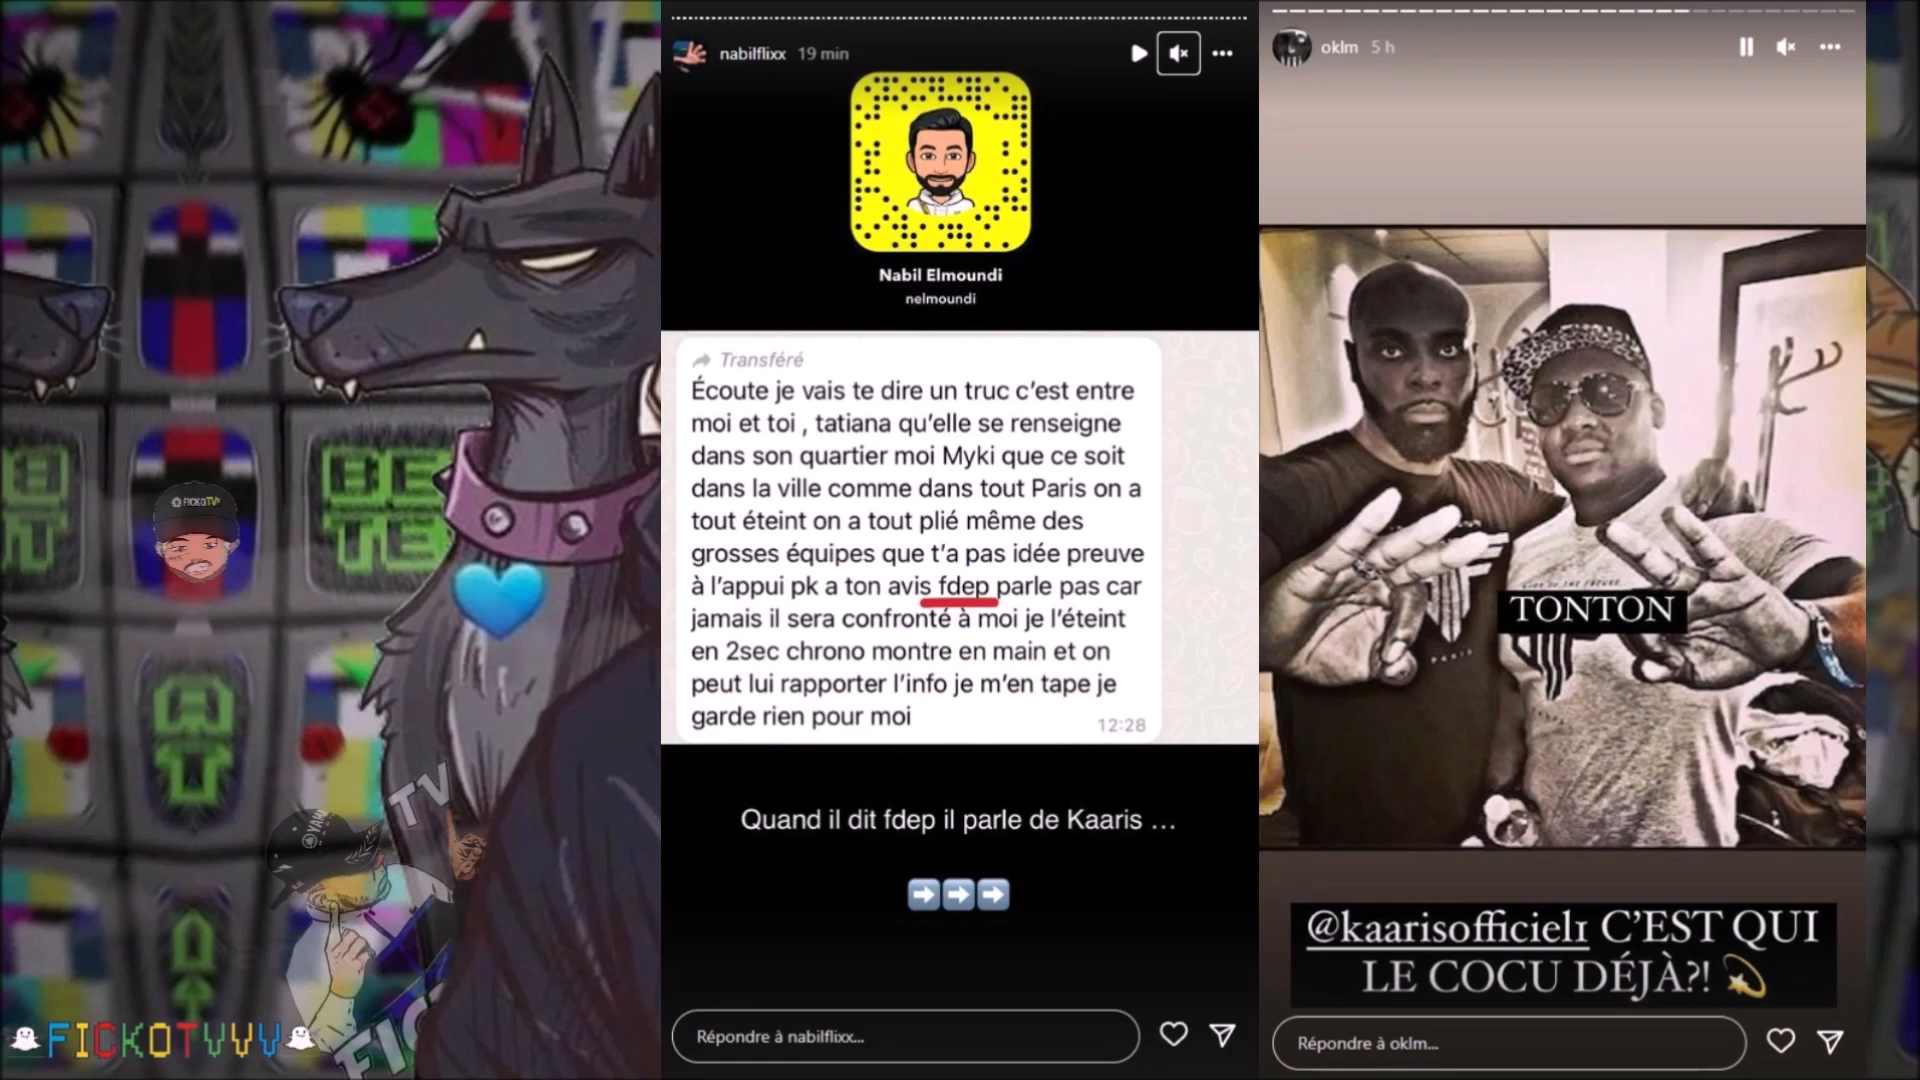 FICKOTV
BE
TE
TV
FICKOTVVV
nabilflixx 19 min
Nabil Elmoundi
nelmoundi
Transféré
Écoute je vais te dire un truc c'est entre
moi et toi , tatiana qu'elle se renseigne
dans son quartier moi Myki que ce soit
dans la ville comme dans tout Paris on a
tout éteint on a tout plié même des
grosses équipes que t'a pas idée preuve
à l'appui pk a ton avis fdep parle pas car
jamais il sera confronté à moi je l'éteint
en 2sec chrono montre en main et on
peut lui rapporter l'info je m'en tape je
garde rien pour moi
12:28
Quand il dit fdep il parle de Kaaris ...
Répondre à nabilflixx...
oklm 5 h
TONTON
PARIS
@kaarisofficiel1 C'EST QUI
LE COCU DÉJÀ?!
Répondre à oklm...